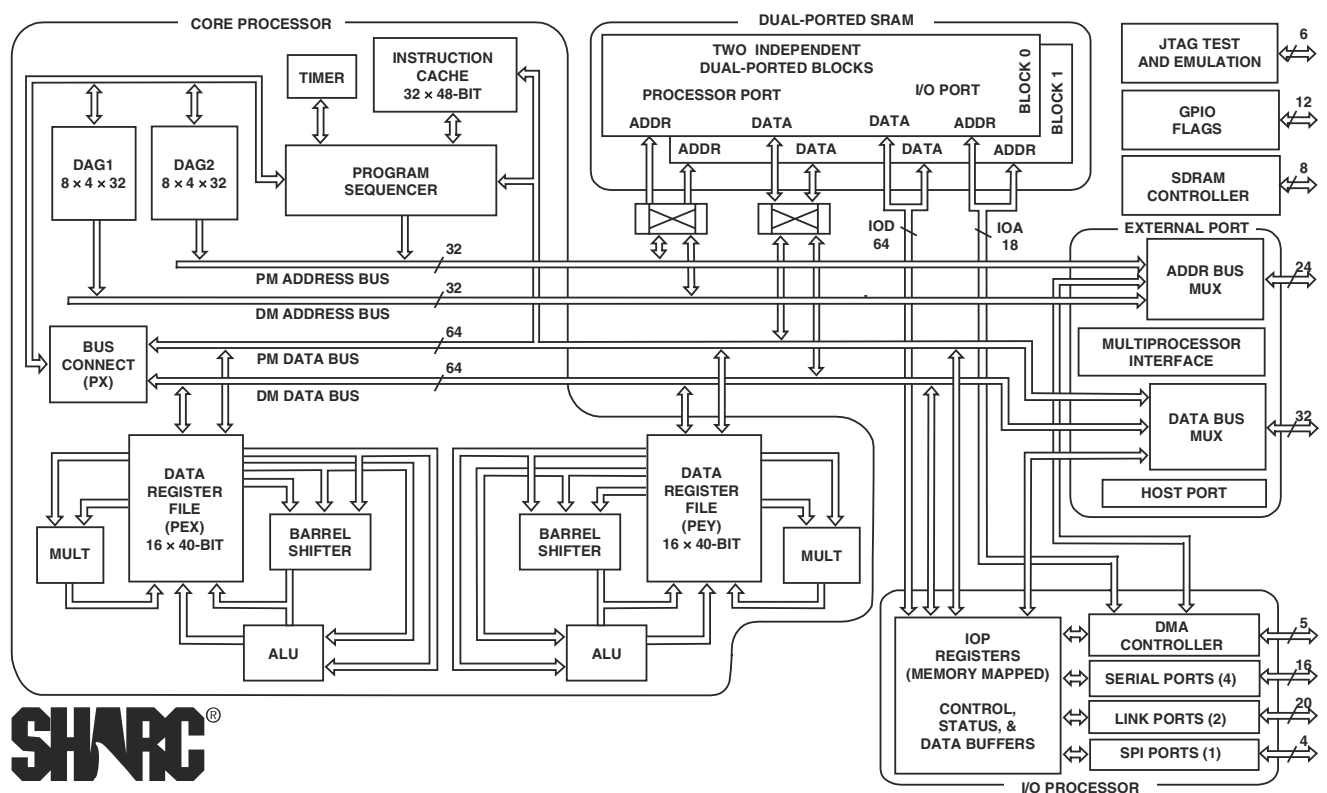 CORE PROCESSOR
TIMER
INSTRUCTION
CACHE
32 × 48-BIT
DAG1
8 × 4 × 32
DAG2
8 × 4 × 32
PROGRAM
SEQUENCER
32
PM ADDRESS BUS
32
DM ADDRESS BUS
BUS
CONNECT
(PX)
64
PM DATA BUS
64
DM DATA BUS
DATA
REGISTER
FILE
(PEX)
16 × 40-BIT
MULT
BARREL
SHIFTER
ALU
BARREL
SHIFTER
DATA
REGISTER
FILE
(PEY)
16 × 40-BIT
MULT
ALU
DUAL-PORTED SRAM
TWO INDEPENDENT
DUAL-PORTED BLOCKS
PROCESSOR PORT
I/O PORT
BLOCK 0
BLOCK 1
ADDR
DATA
DATA
ADDR
ADDR
DATA
DATA
ADDR
IOD
64
IOA
18
JTAG TEST
AND EMULATION
6
GPIO
FLAGS
12
SDRAM
CONTROLLER
8
EXTERNAL PORT
ADDR BUS
MUX
24
MULTIPROCESSOR
INTERFACE
DATA BUS
MUX
32
HOST PORT
IOP
REGISTERS
(MEMORY MAPPED)
CONTROL,
STATUS, &
DATA BUFFERS
DMA
CONTROLLER
5
SERIAL PORTS (4)
16
LINK PORTS (2)
20
SPI PORTS (1)
4
I/O PROCESSOR
SHARC®